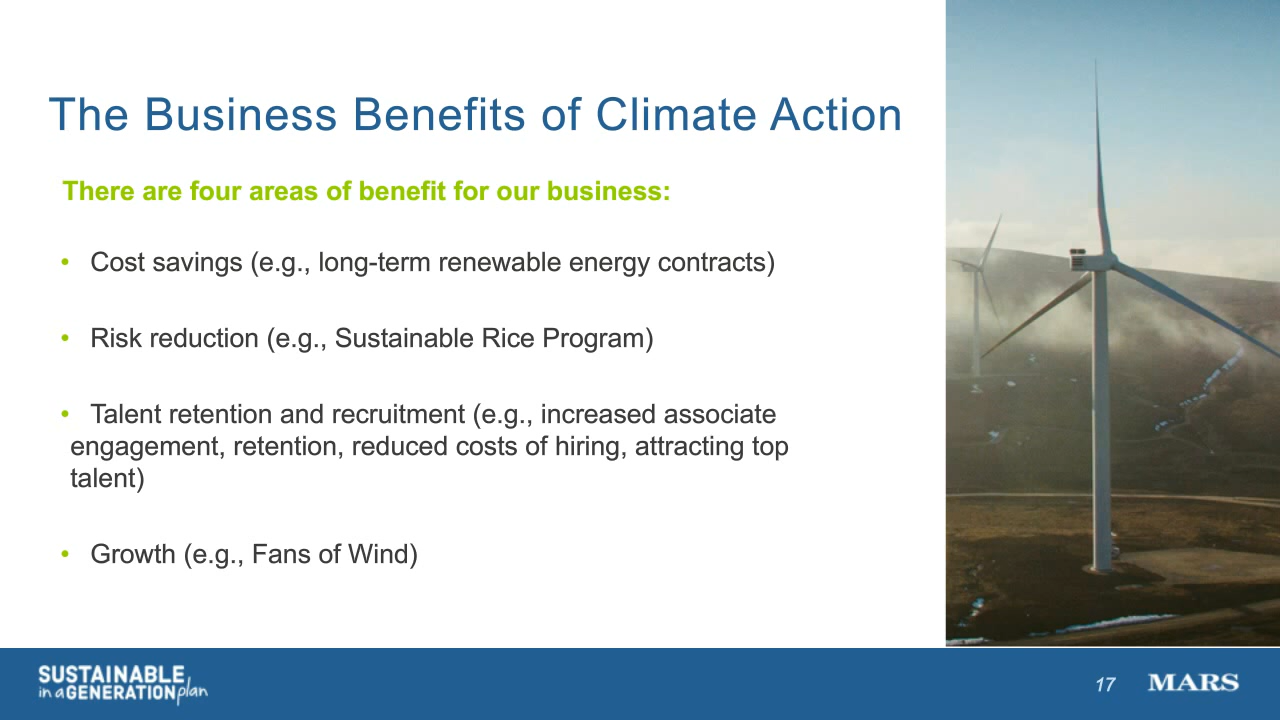 The Business Benefits of Climate Action
There are four areas of benefit for our business:
• Cost savings (e.g., long-term renewable energy contracts)
• Risk reduction (e.g., Sustainable Rice Program)
• Talent retention and recruitment (e.g., increased associate
engagement, retention, reduced costs of hiring, attracting top
talent)
• Growth (e.g., Fans of Wind)
SUSTAINABLE
in a GENERATION plan
17
MARS